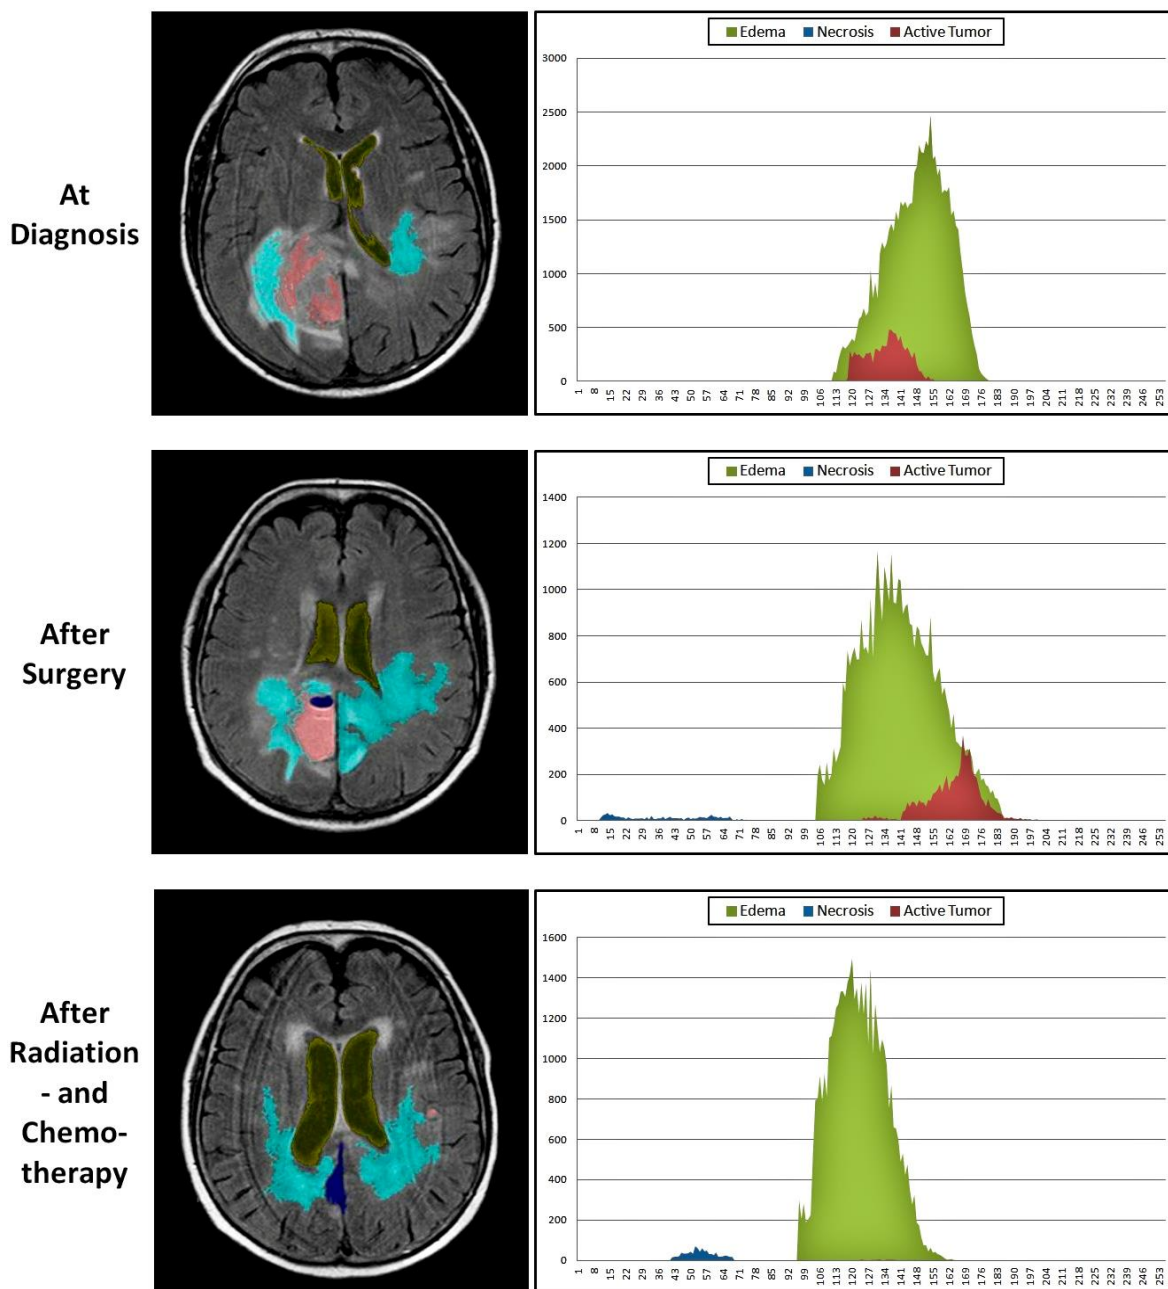 At
Diagnosis
Edema Necrosis Active Tumor
3000
2500
2000
1500
1000
500
0
1 8 15 22 29 36 43 50 57 64 71 78 85 92 99 106 113 120 127 134 141 148 155 162 169 176 183 190 197 204 211 218 225 232 239 246 253
After
Surgery
Edema Necrosis Active Tumor
1400
1200
1000
800
600
400
200
0
1 8 15 22 29 36 43 50 57 64 71 78 85 92 99 106 113 120 127 134 141 148 155 162 169 176 183 190 197 204 211 218 225 232 239 246 253
After
Radiation
- and
Chemo-
therapy
Edema Necrosis Active Tumor
1600
1400
1200
1000
800
600
400
200
0
1 8 15 22 29 36 43 50 57 64 71 78 85 92 99 106 113 120 127 134 141 148 155 162 169 176 183 190 197 204 211 218 225 232 239 246 253